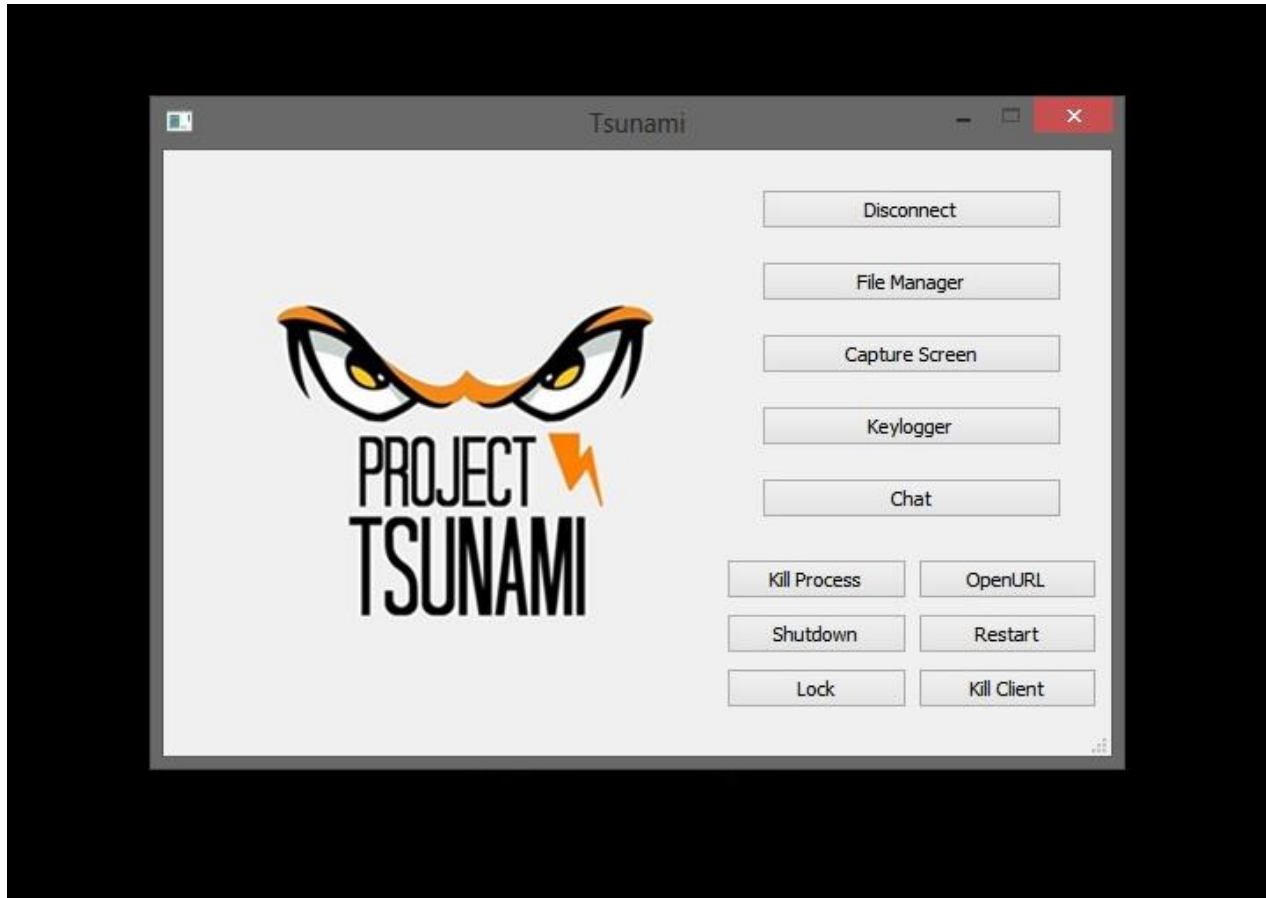 Tsunami
Disconnect
File Manager
Capture Screen
Keylogger
Chat
Kill Process
OpenURL
Shutdown
Restart
Lock
Kill Client
PROJECT
TSUNAMI